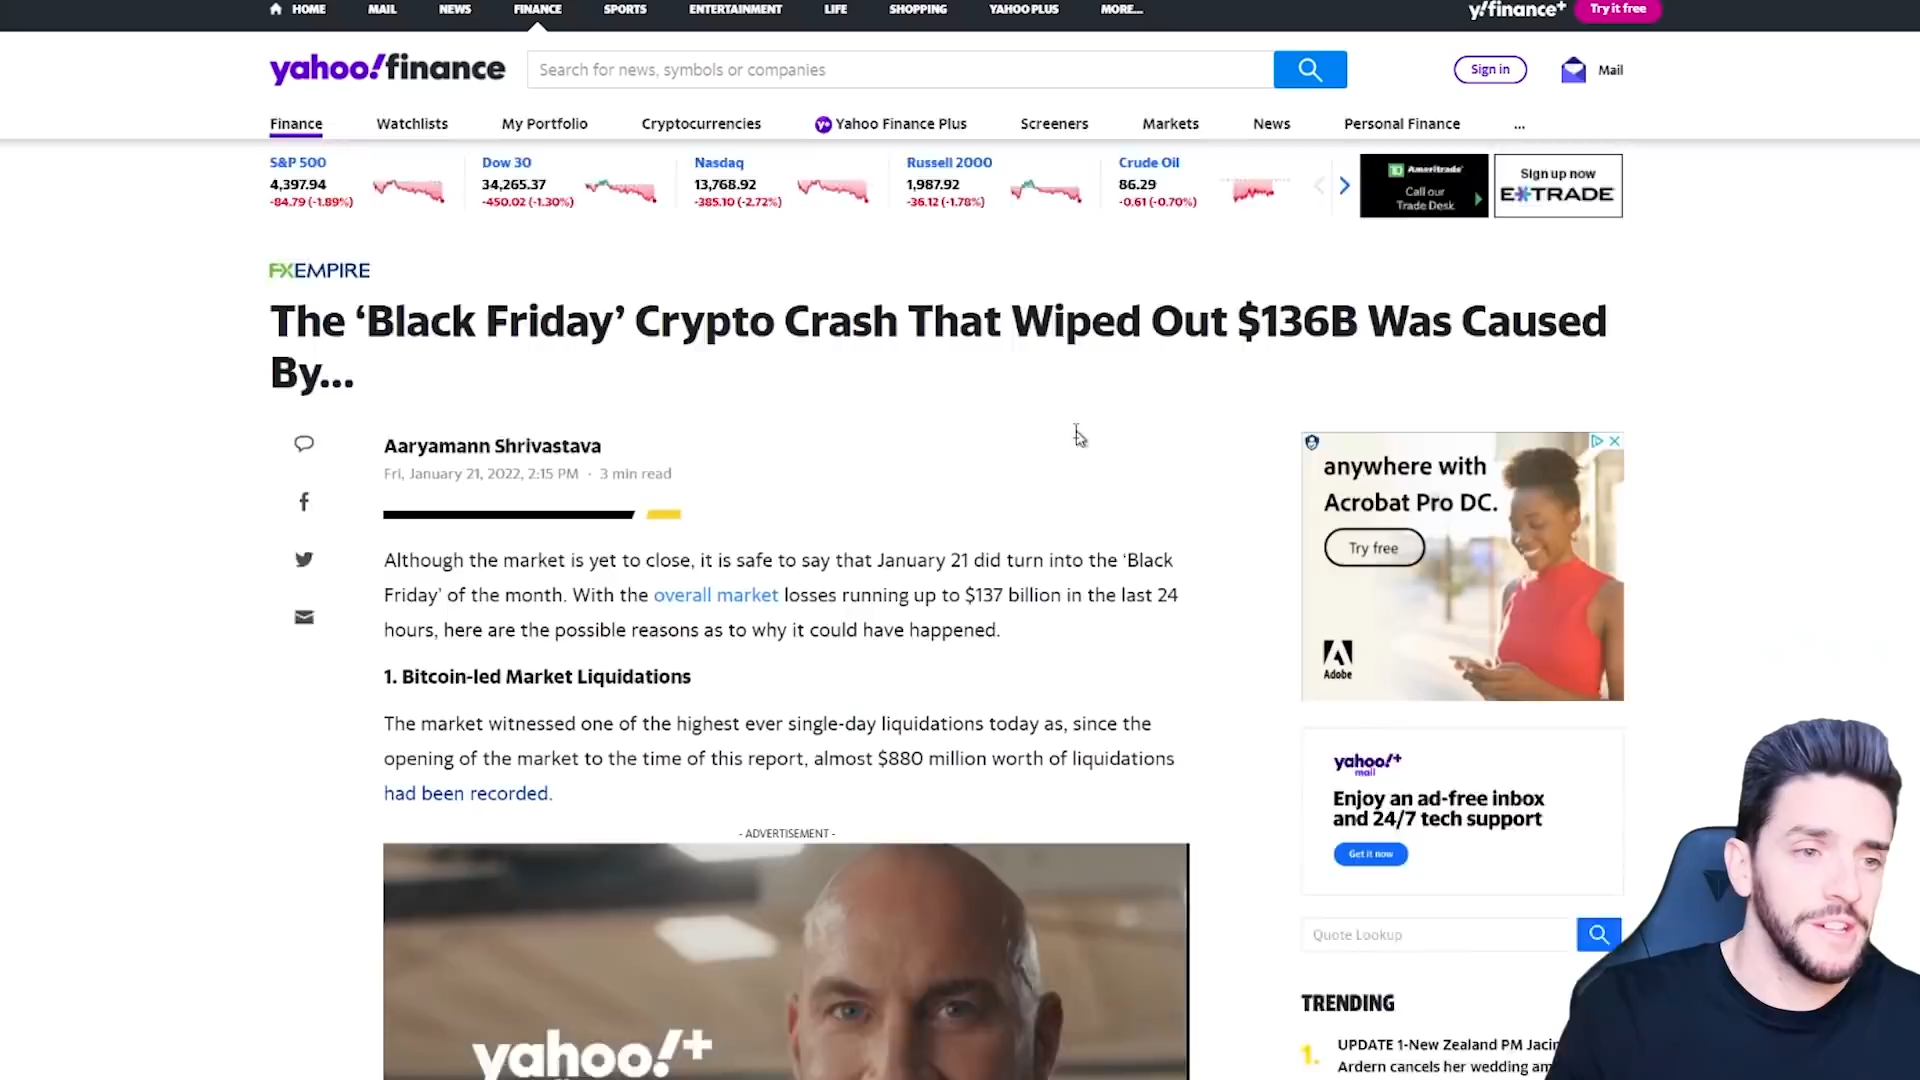 HOME MAIL NEWS FINANCE SPORTS ENTERTAINMENT LIFE SHOPPING YAHOO PLUS MORE...
y!finance+ Try it free
yahoo!finance
Search for news, symbols or companies
Sign in
Mail
Finance Watchlists My Portfolio Cryptocurrencies Y+ Yahoo Finance Plus Screeners Markets News Personal Finance ...
S&P 500
4,397.94
-84.79 (-1.89%)
Dow 30
34,265.37
-450.02 (-1.30%)
Nasdaq
13,768.92
-385.10 (-2.72%)
Russell 2000
1,987.92
-36.12 (-1.78%)
Crude Oil
86.29
-0.61 (-0.70%)
TD Ameritrade
Call our
Trade Desk
Sign up now
E*TRADE
FXEMPIRE
The ‘Black Friday’ Crypto Crash That Wiped Out $136B Was Caused
By...
Aaryamann Shrivastava
Fri, January 21, 2022, 2:15 PM · 3 min read
Although the market is yet to close, it is safe to say that January 21 did turn into the ‘Black
Friday’ of the month. With the overall market losses running up to $137 billion in the last 24
hours, here are the possible reasons as to why it could have happened.
1. Bitcoin-led Market Liquidations
The market witnessed one of the highest ever single-day liquidations today as, since the
opening of the market to the time of this report, almost $880 million worth of liquidations
had been recorded.
- ADVERTISEMENT -
yahoo!+
anywhere with
Acrobat Pro DC.
Try free
Adobe
yahoo!+
mail
Enjoy an ad-free inbox
and 24/7 tech support
Get it now
Quote Lookup
TRENDING
1. UPDATE 1-New Zealand PM
Ardern cancels her wedding